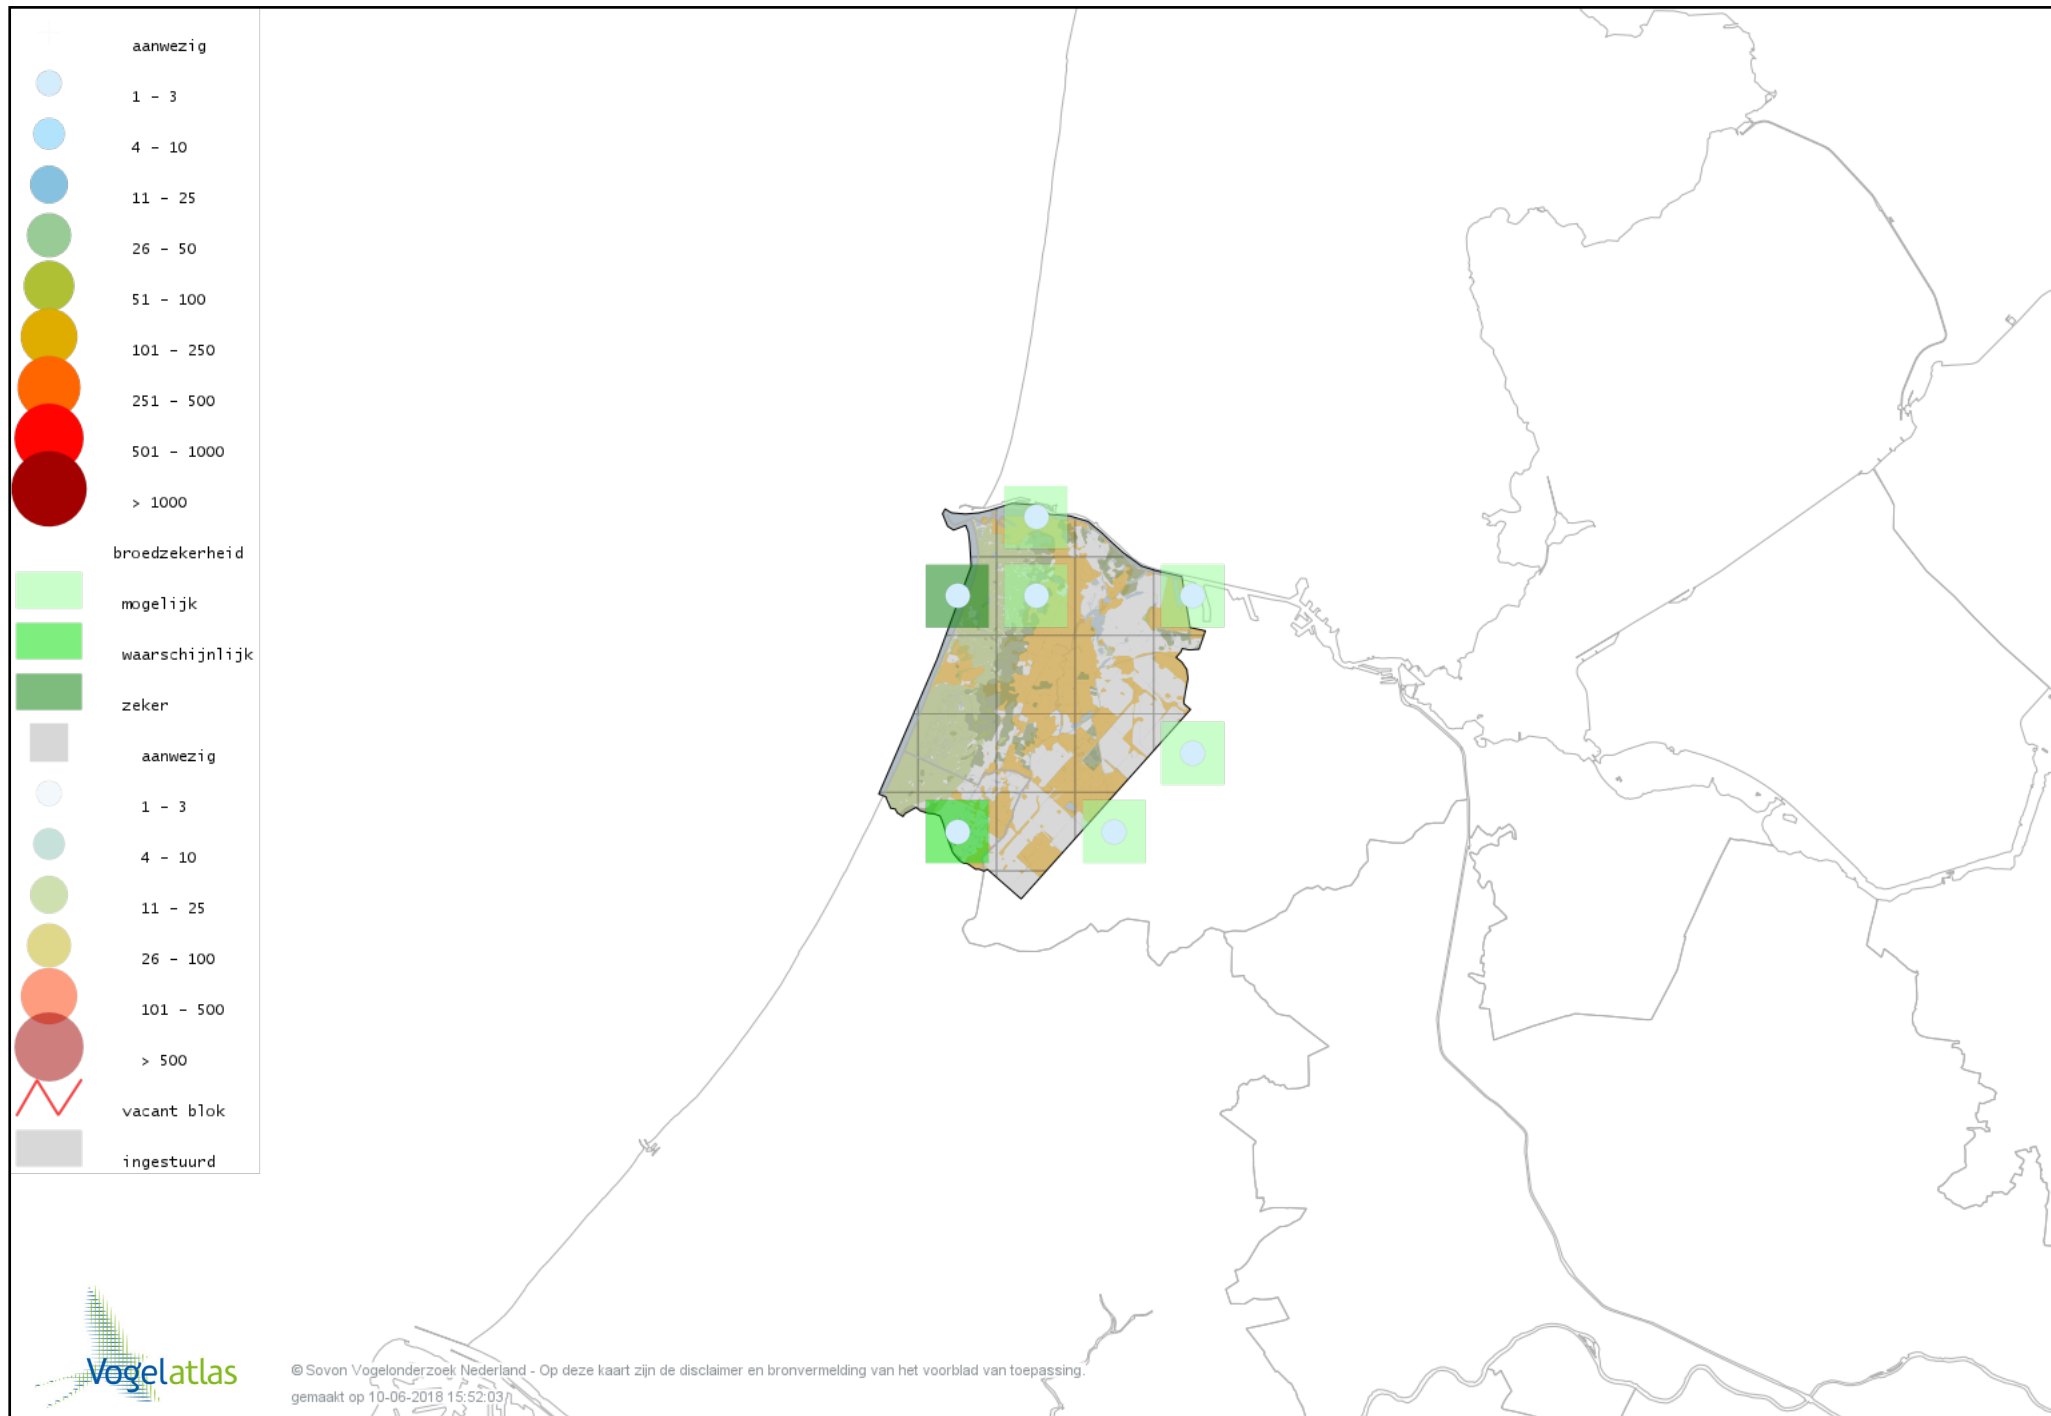 aanwezig
1 - 3
4 - 10
11 - 25
26 - 50
51 - 100
101 - 250
251 - 500
501 - 1000
> 1000
broedzekerheid
mogelijk
waarschijnlijk
zeker
aanwezig
1 - 3
4 - 10
11 - 25
26 - 100
101 - 500
> 500
vacant blok
ingestuurd
Vogelatlas
© Sovon Vogelonderzoek Nederland - Op deze kaart zijn de disclaimer en bronvermelding van het voorblad van toepassing.
gemaakt op 10-06-2018 15:52:03